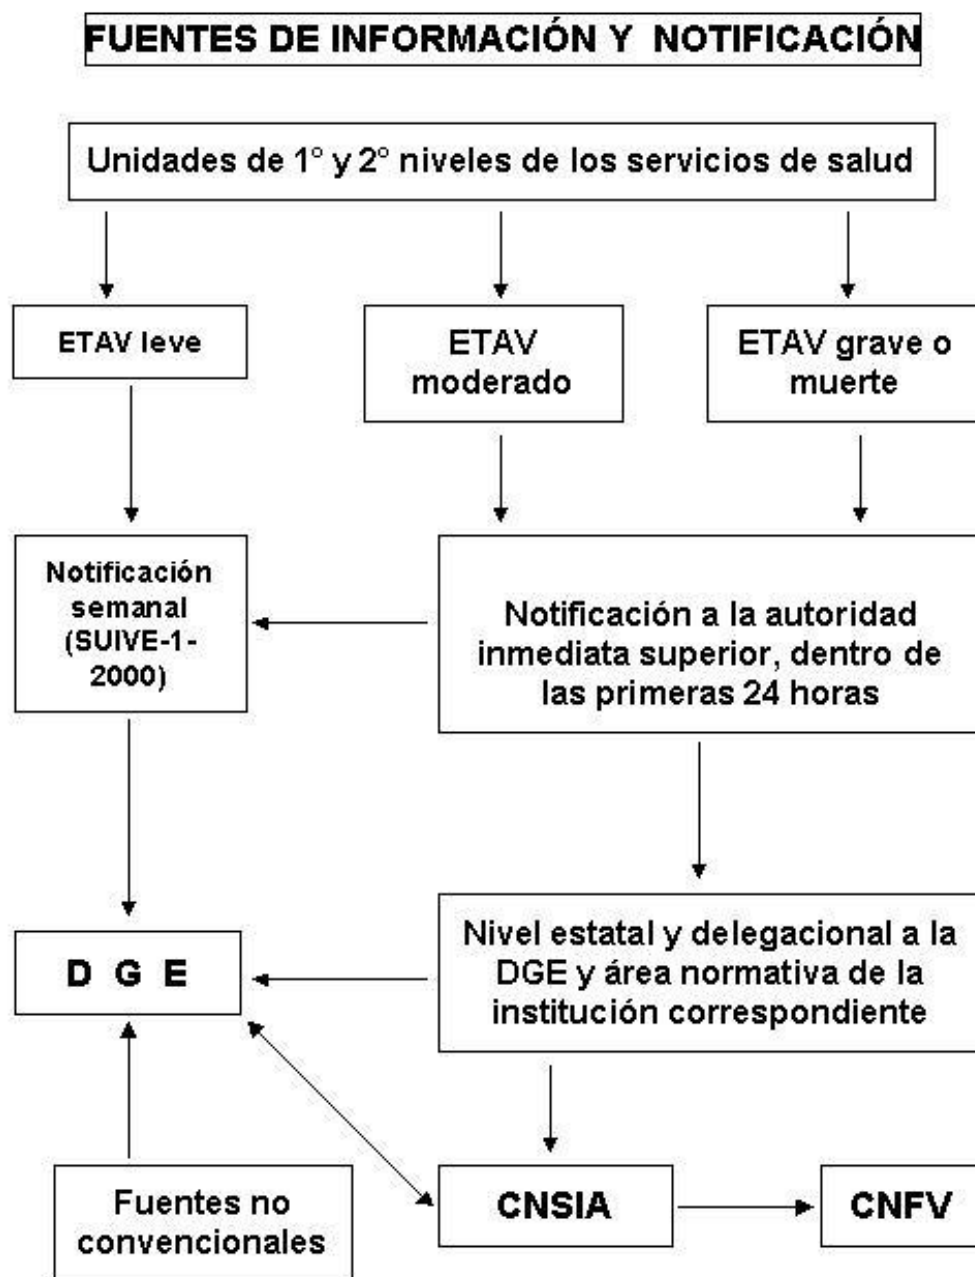 FUENTES DE INFORMACIÓN Y NOTIFICACIÓN
Unidades de 1° y 2° niveles de los servicios de salud
ETAV leve
ETAV
moderado
ETAV grave o
muerte
Notificación
semanal
(SUIVE-1-
2000)
Notificación a la autoridad
inmediata superior, dentro de
las primeras 24 horas
D G E
Nivel estatal y delegacional a la
DGE y área normativa de la
institución correspondiente
Fuentes no
convencionales
CNSIA
CNFV